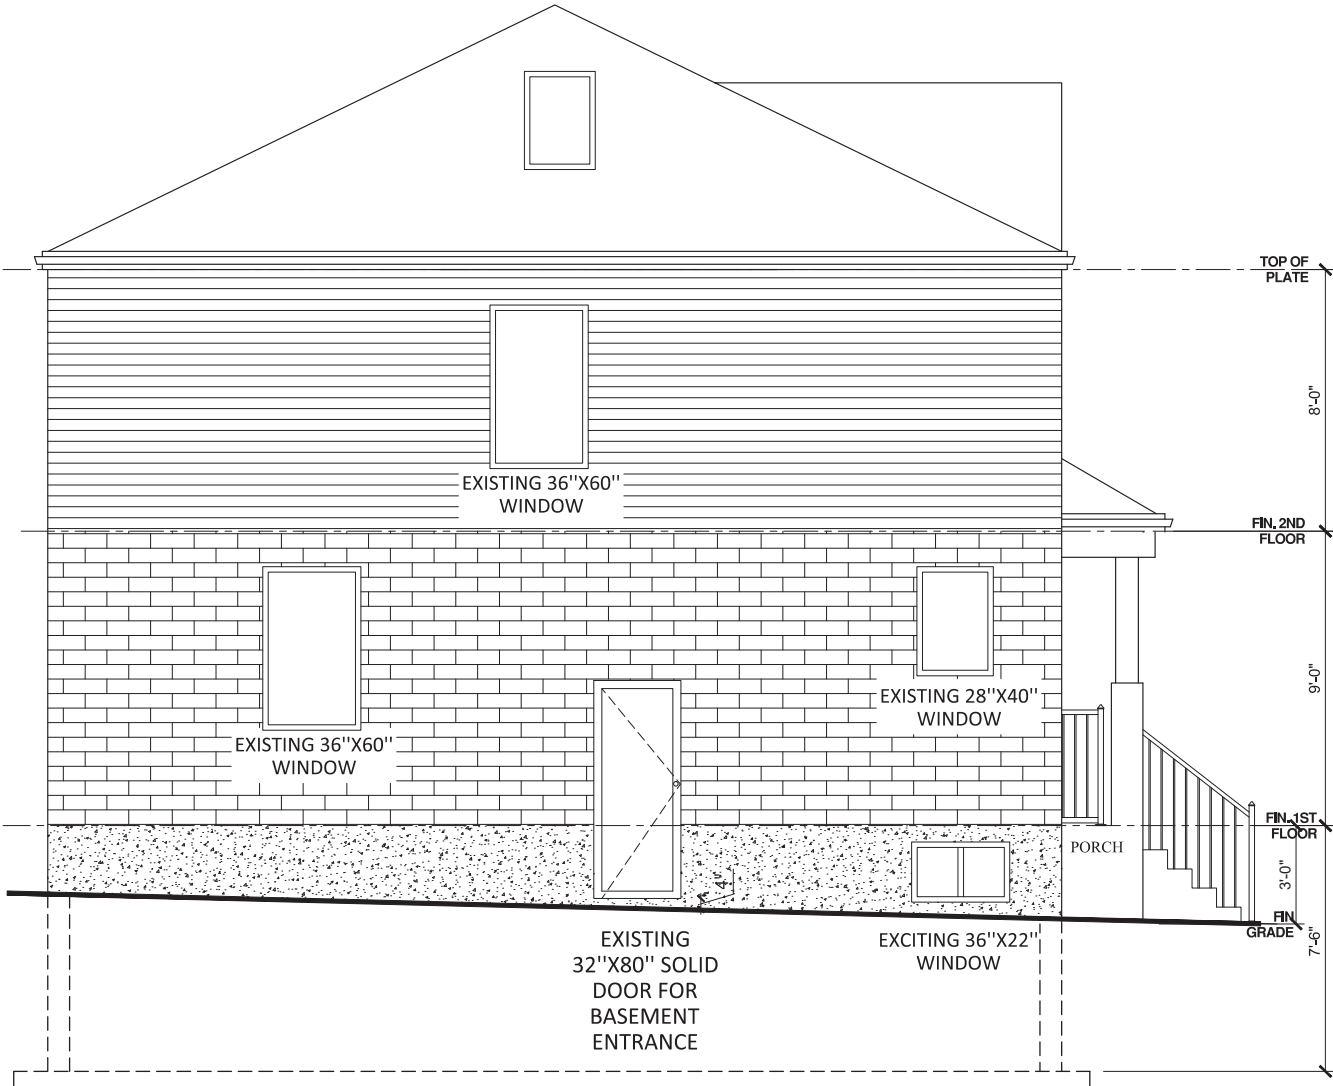 TOP OF
PLATE
8'-0"
EXISTING 36''X60''
WINDOW
FIN. 2ND
FLOOR
9'-0"
EXISTING 28''X40''
WINDOW
EXISTING 36''X60''
WINDOW
FIN. 1ST
FLOOR
PORCH
3'-0"
4"
FIN
GRADE
7'-6"
EXISTING
32''X80'' SOLID
DOOR FOR
BASEMENT
ENTRANCE
EXCITING 36''X22''
WINDOW